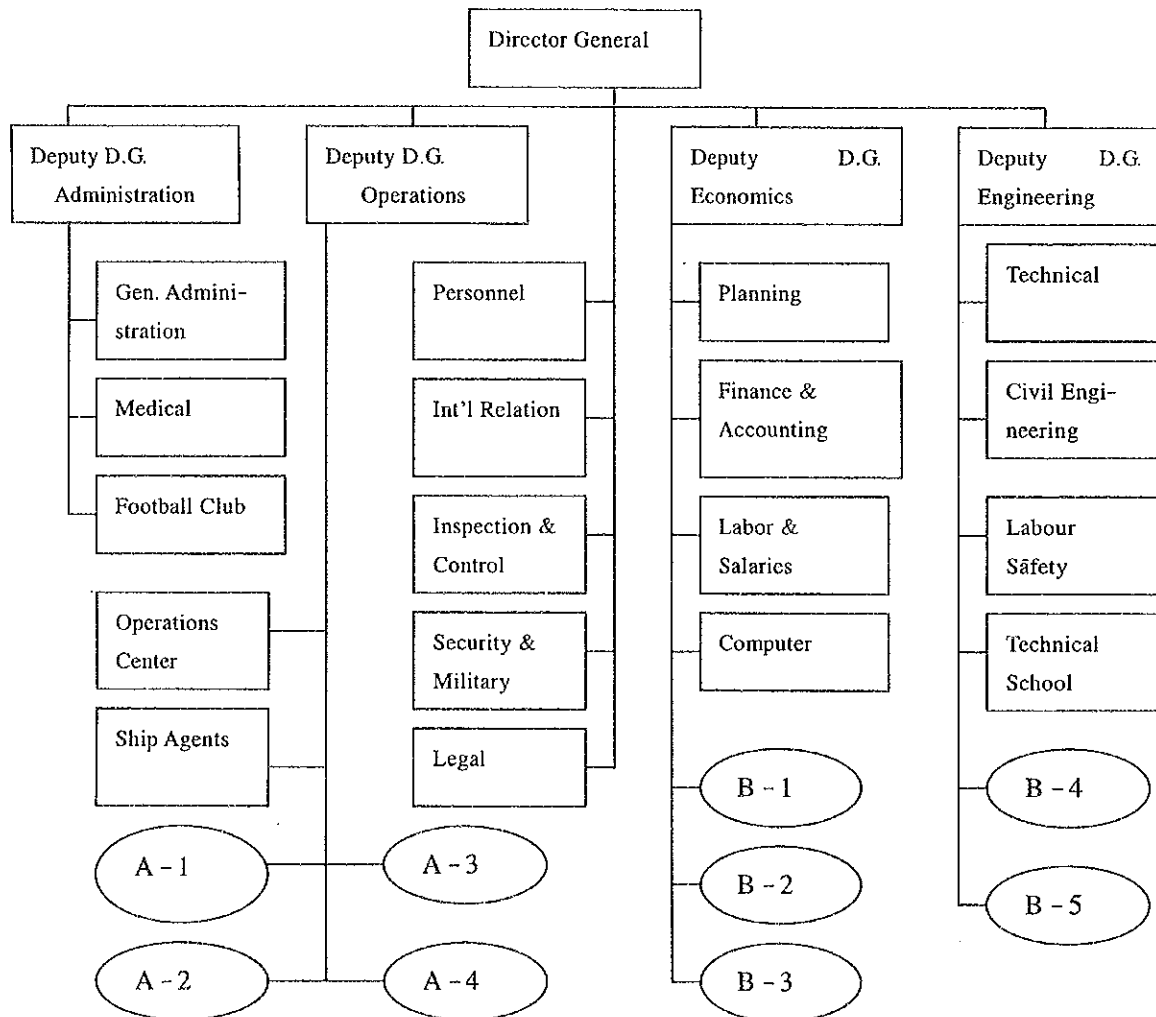 Director General
Deputy D.G.
Administration
Deputy D.G.
Operations
Deputy D.G.
Economics
Deputy D.G.
Engineering
Gen. Admini-
stration
Medical
Football Club
Operations
Center
Ship Agents
A - 1
A - 2
Personnel
Int'l Relation
Inspection &
Control
Security &
Military
Legal
A - 3
A - 4
Planning
Finance &
Accounting
Labor &
Salaries
Computer
B - 1
B - 2
B - 3
Technical
Civil Engi-
neering
Labour
Safety
Technical
School
B - 4
B - 5